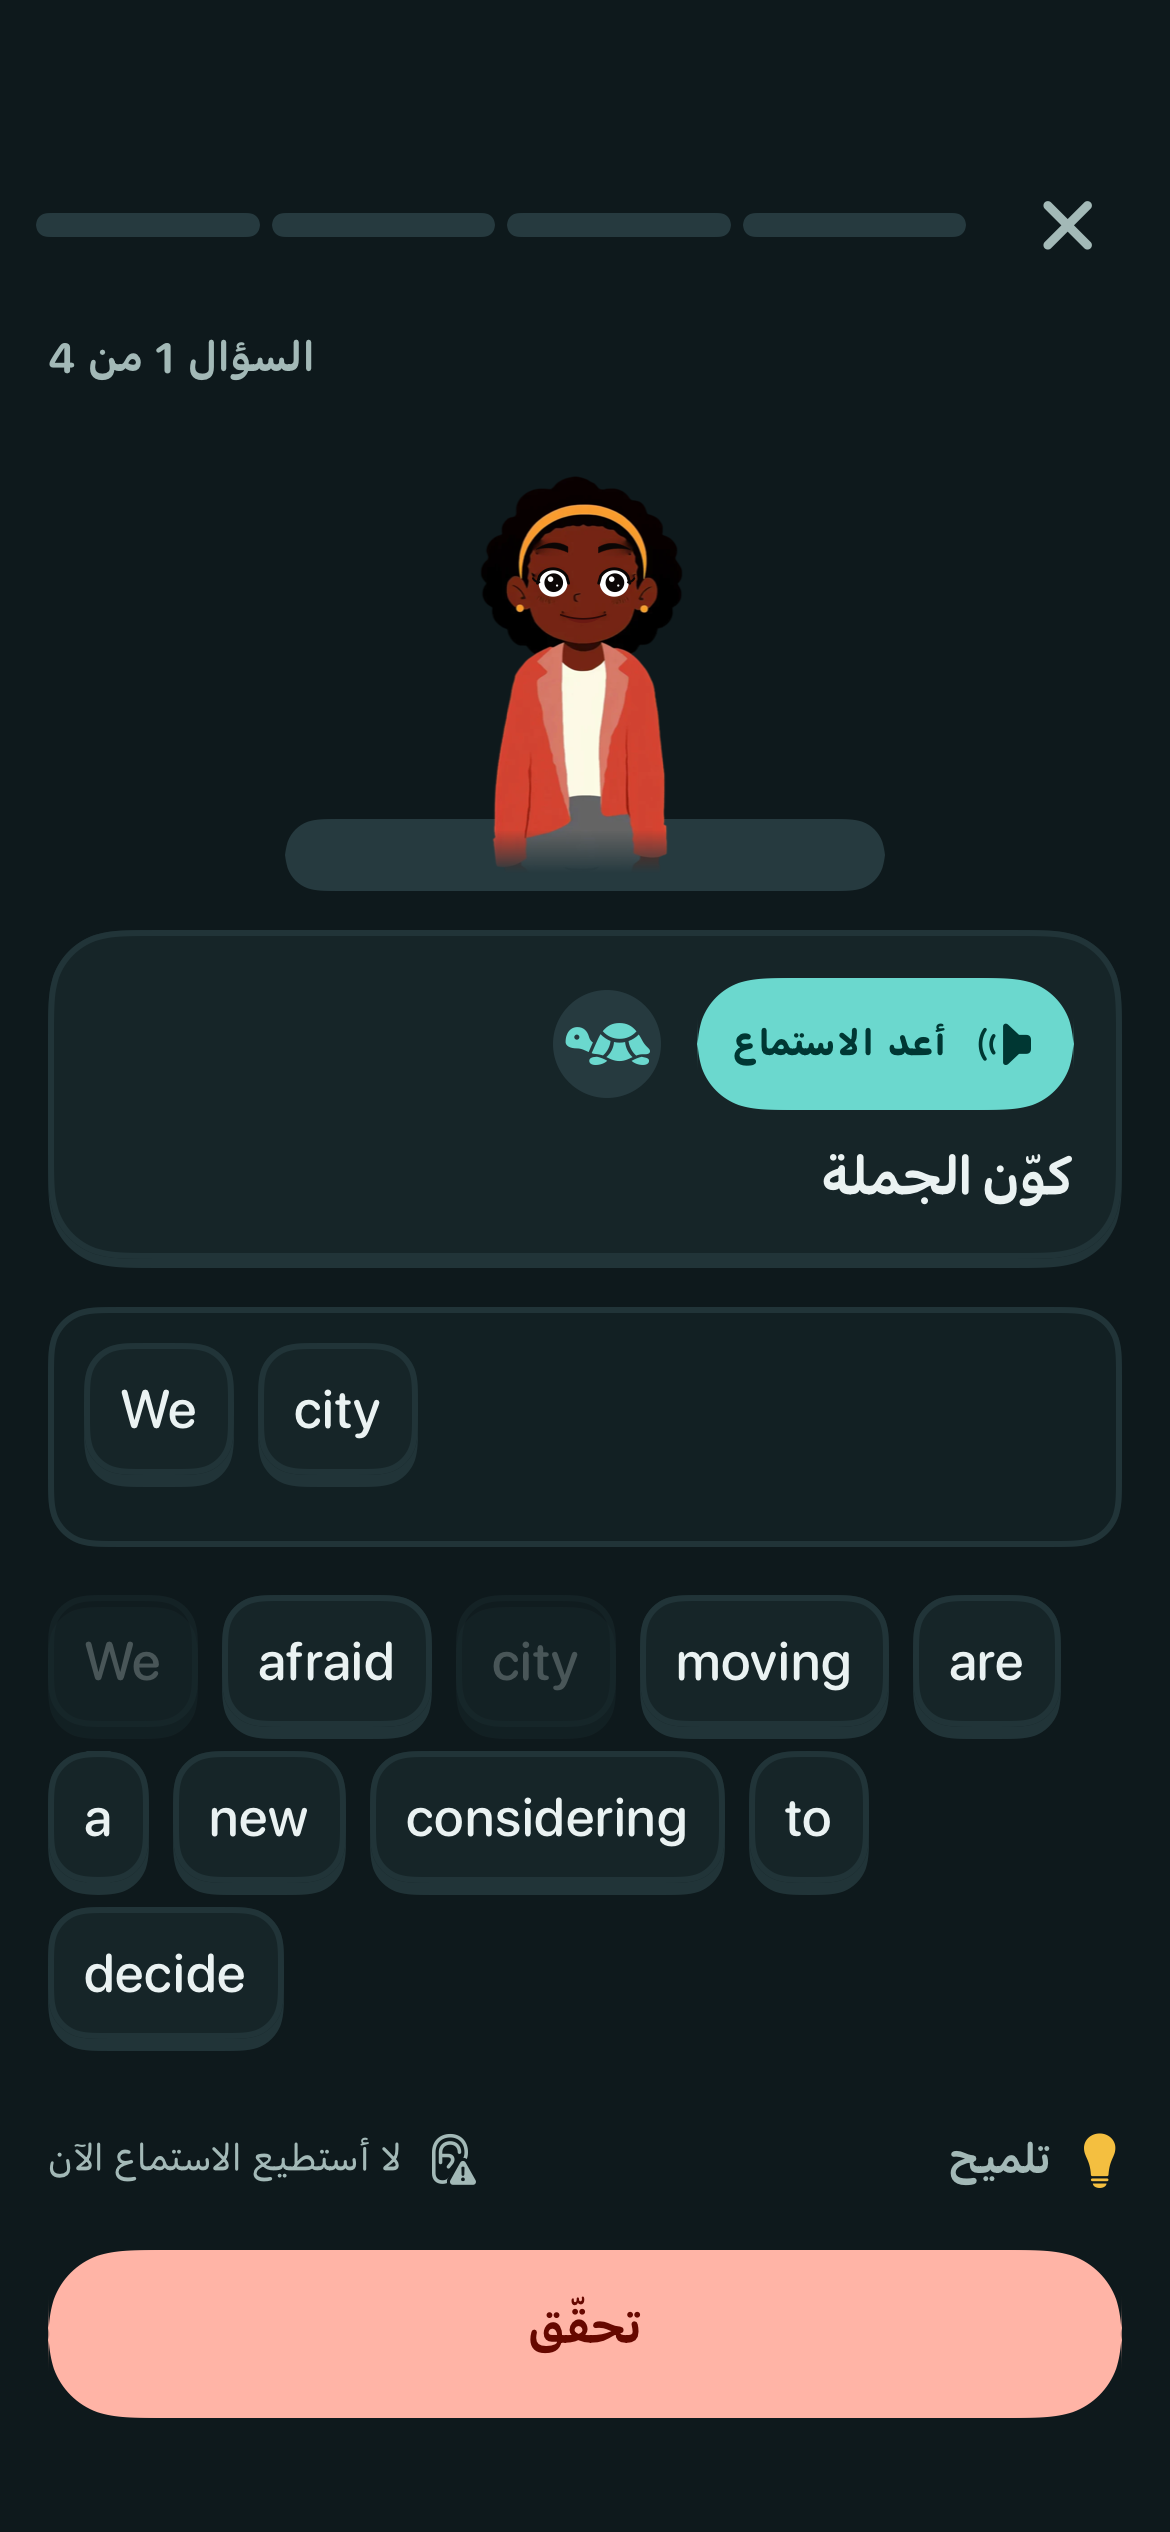 السؤال 1 من 4
أعد الاستماع
كوّن الجملة
We city
We afraid city moving are
a new considering to
decide
تلميح لا أستطيع الاستماع الآن
تحقّق